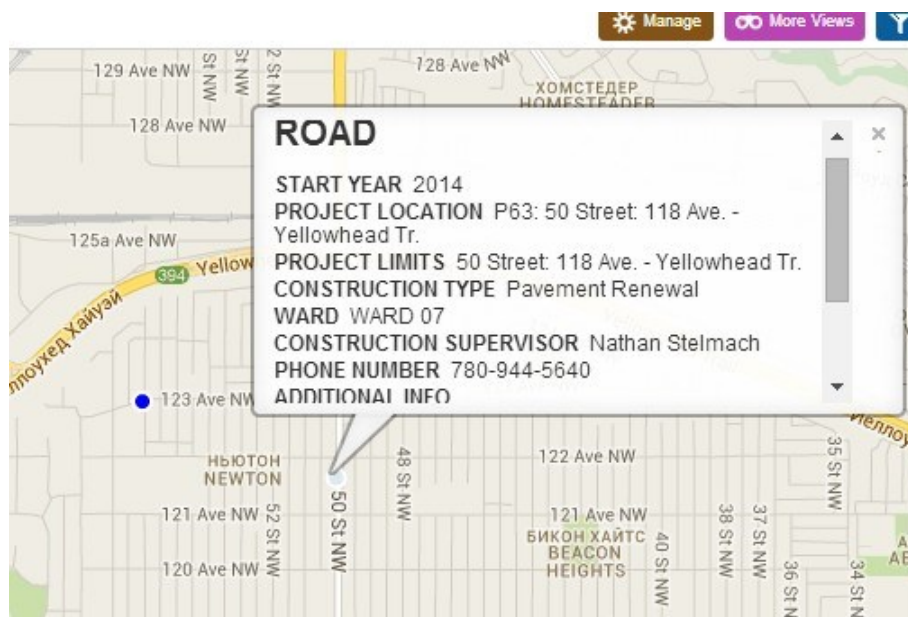 Manage
More Views
129 Ave NW
St NW
St NW
2 St NW
128 Ave NW
ХОМСТЕДЕР
HOMESTEADER
128 Ave NW
ROAD
START YEAR 2014
PROJECT LOCATION P63: 50 Street: 118 Ave. -
Yellowhead Tr.
PROJECT LIMITS 50 Street: 118 Ave. - Yellowhead Tr.
CONSTRUCTION TYPE Pavement Renewal
WARD WARD 07
CONSTRUCTION SUPERVISOR Nathan Stelmach
PHONE NUMBER 780-944-5640
ADDITIONAL INFO
125a Ave NW
394
Yellow
ллоухед Хайуэй
123 Ave NW
Йеллоу
НЬЮТОН
NEWTON
48 St NW
122 Ave NW
35 St NW
121 Ave NW
52 St NW
50 St NW
121 Ave NW
БИКОН ХАЙТС
BEACON
HEIGHTS
40 St NW
38 St NW
37 St NW
120 Ave NW
36 St N
34 St N